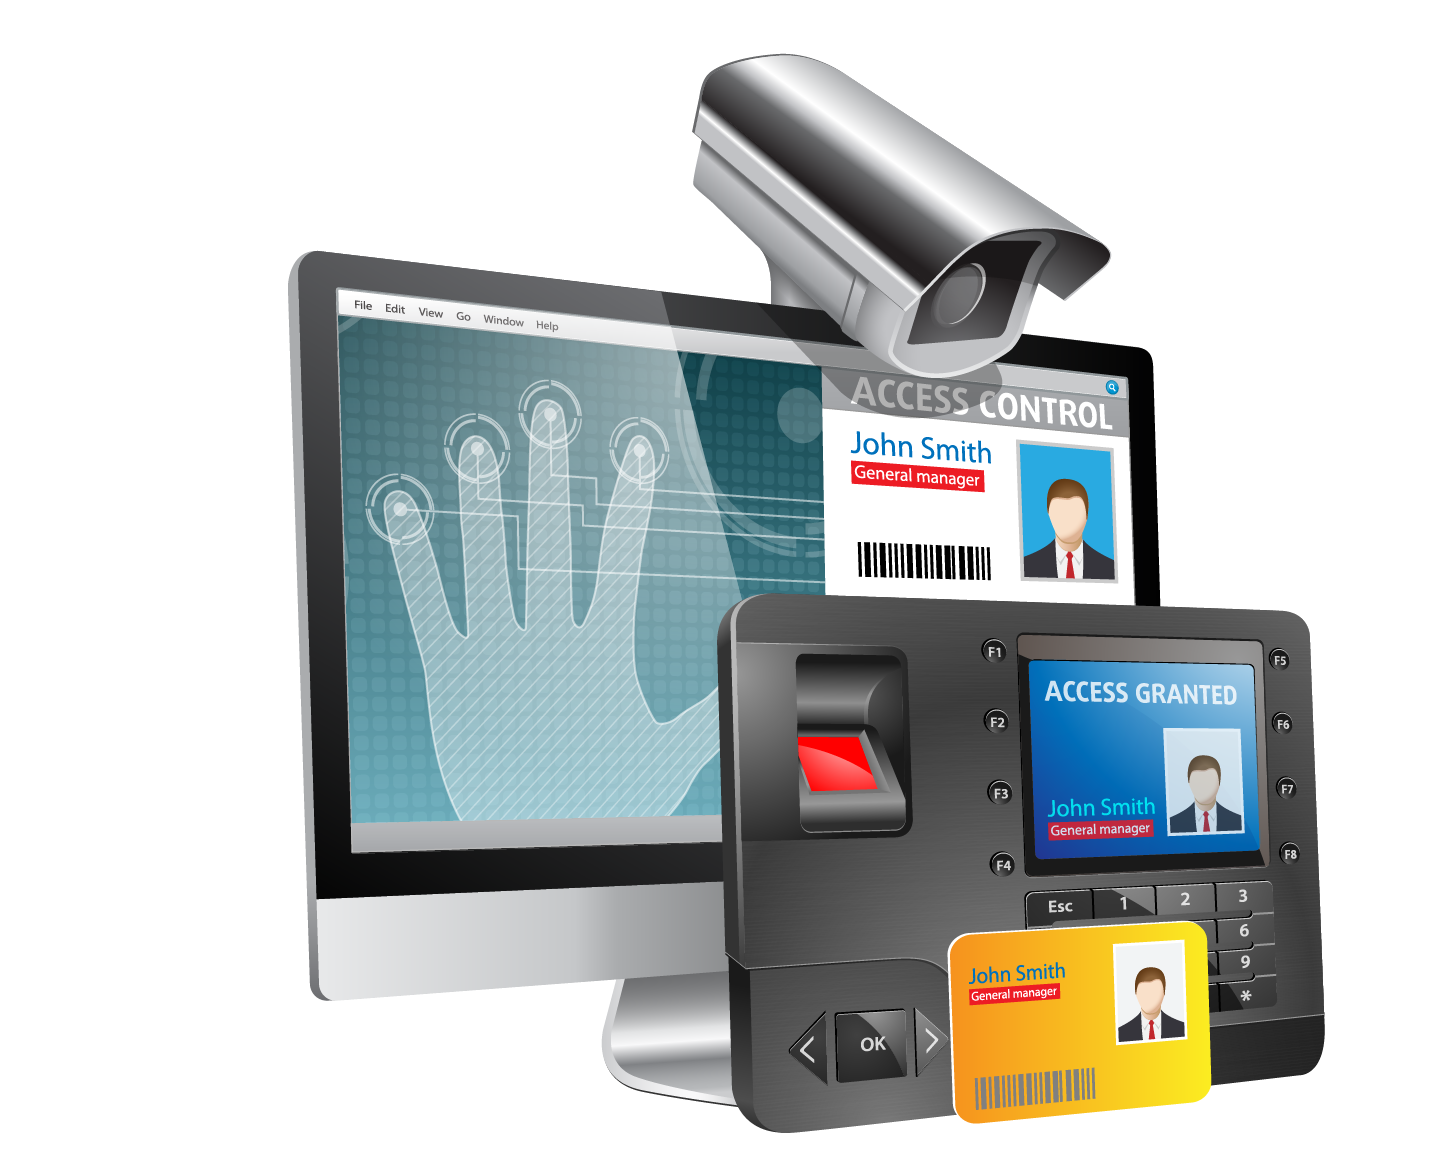 File Edit View Go Window Help
ACCESS CONTROL
John Smith
General manager
F1
F2
F3
F4
ACCESS GRANTED
John Smith
General manager
F5
F6
F7
F8
Esc 1 2 3
6
9
*
< OK >
John Smith
General manager